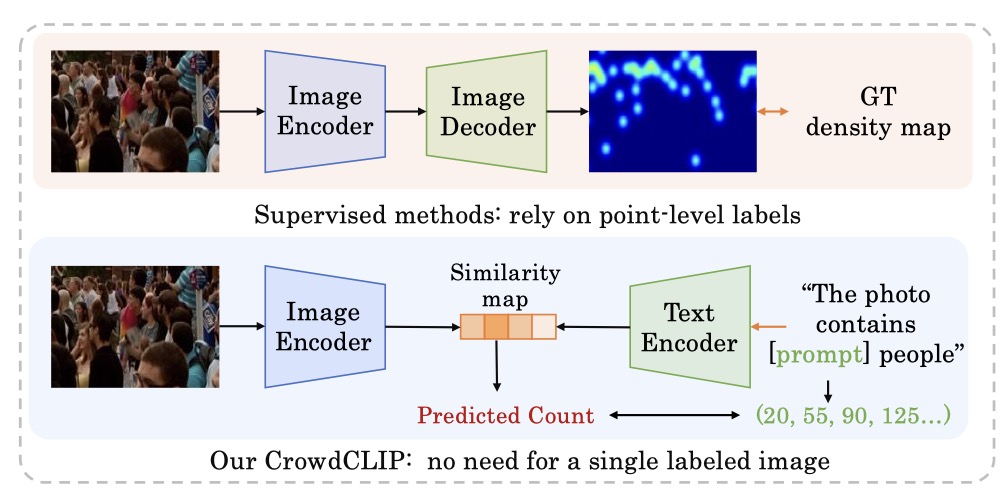 Image
Encoder
Image
Decoder
GT
density map
Supervised methods: rely on point-level labels
Similarity
map
Image
Encoder
Text
Encoder
“The photo
contains
[prompt] people”
Predicted Count
(20, 55, 90, 125...)
Our CrowdCLIP: no need for a single labeled image